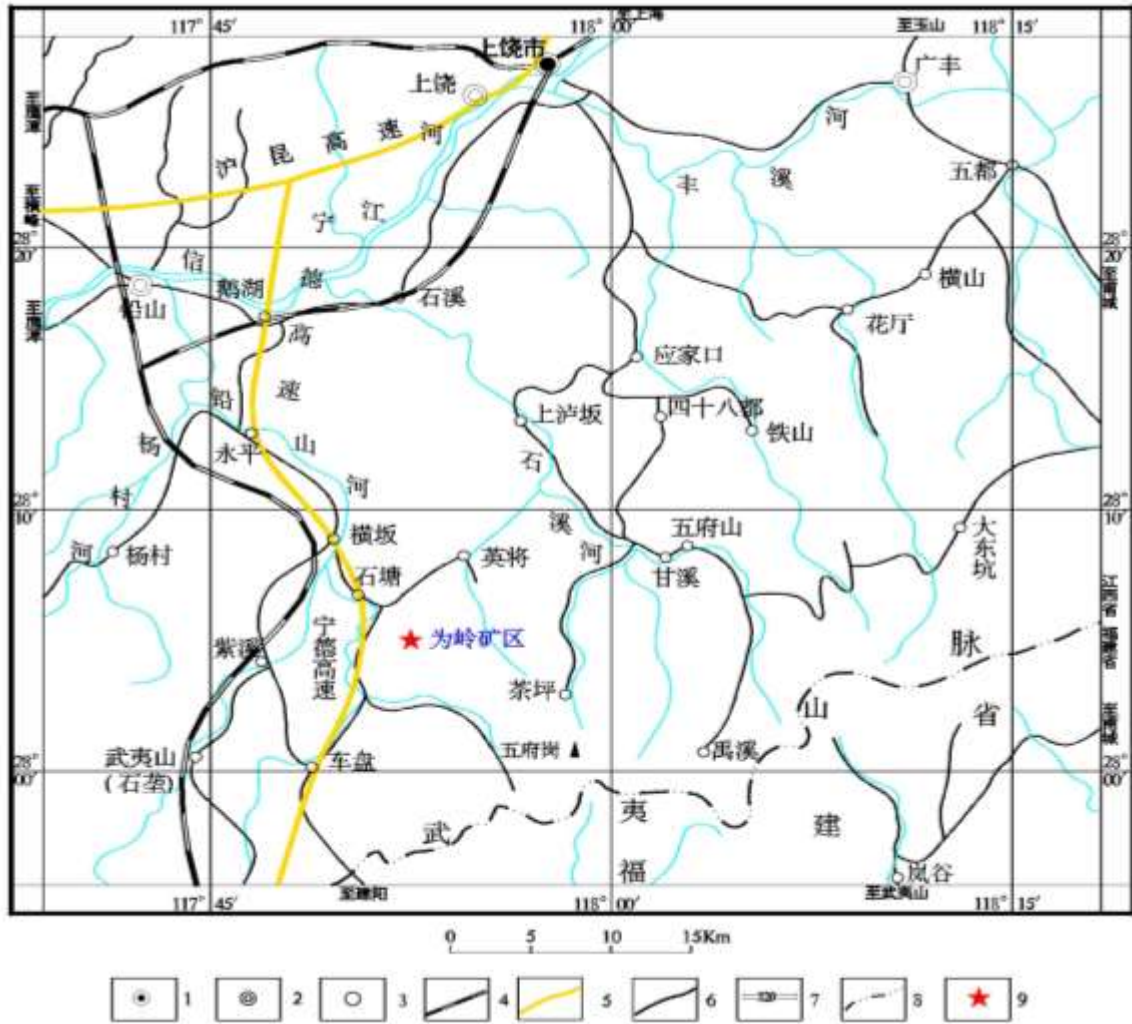 117° 45′
118° 00′
至上海
至玉山
118° 15′
上饶市
上饶
广丰
至鹰潭
沪昆高速
河
河
溪
丰
五都
至横峰
宁
江
28° 20′
28° 20′
信
德
鹅湖
石溪
横山
至浦城
铅山
至鹰潭
高
花厅
应家口
速
铅
上泸坂
四十八都
铁山
杨
永平
山
石
村
河
溪
28° 10′
28° 10′
横坂
五府山
大东坑
河
杨村
英将
河
甘溪
石塘
江西省
福建省
宁德高速
为岭矿区
脉
紫溪
茶坪
山
省
至浦城
武夷山
(石垄)
车盘
五府岗
禹溪
28° 00′
28° 00′
武
夷
建
福
岚谷
至建阳
至武夷山
117° 45′
118° 00′
118° 15′
0 5 10 15Km
1 2 3 4 5 6 120 7 8 9